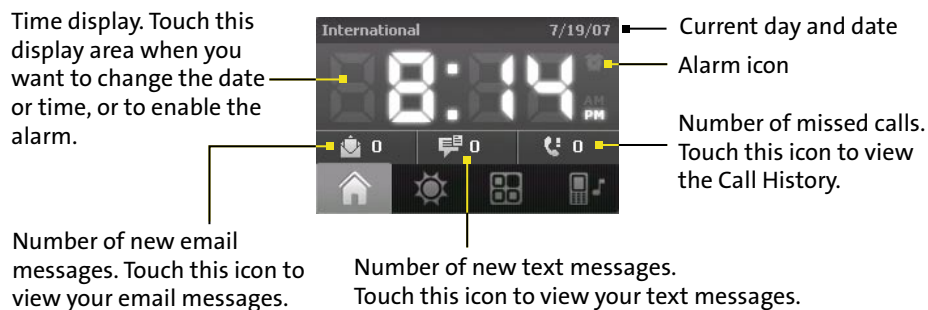 Time display. Touch this
display area when you
want to change the date
or time, or to enable the
alarm.
International 7/19/07
8:14
AM
PM
0 0 0
Current day and date
Alarm icon
Number of missed calls.
Touch this icon to view
the Call History.
Number of new email
messages. Touch this icon to
view your email messages.
Number of new text messages.
Touch this icon to view your text messages.